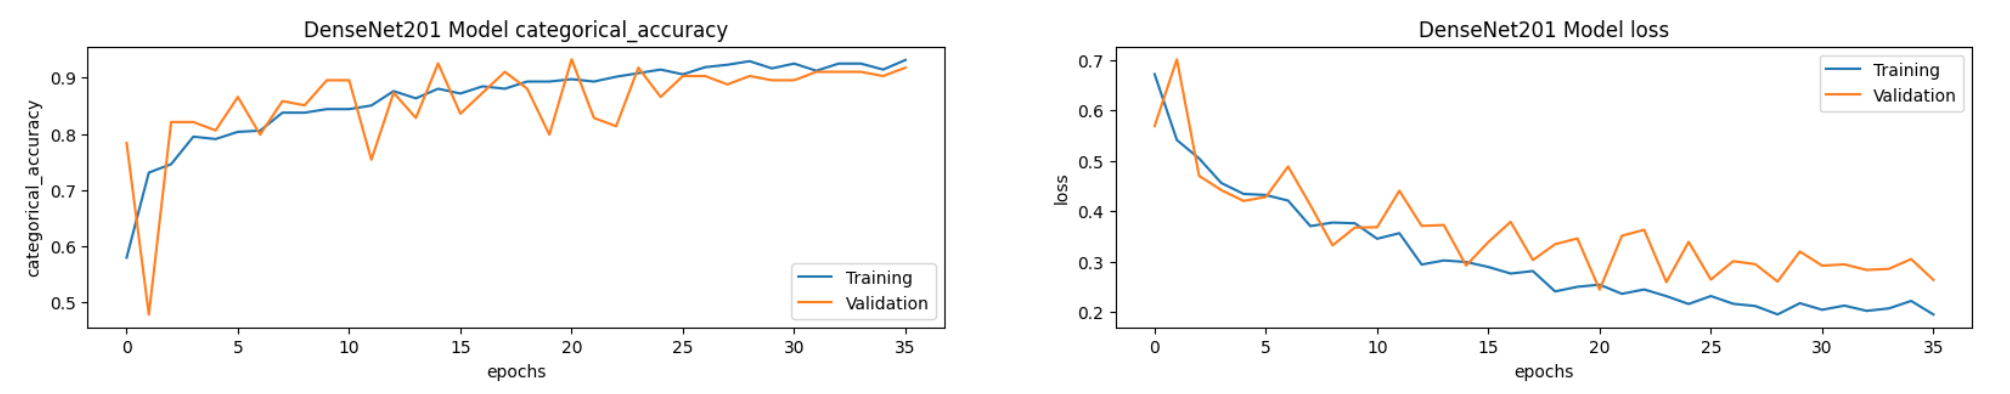 DenseNet201 Model categorical_accuracy
categorical_accuracy
0.9
0.8
0.7
0.6
0.5
Training
Validation
0 5 10 15 20 25 30 35
epochs
DenseNet201 Model loss
loss
0.7
0.6
0.5
0.4
0.3
0.2
Training
Validation
0 5 10 15 20 25 30 35
epochs